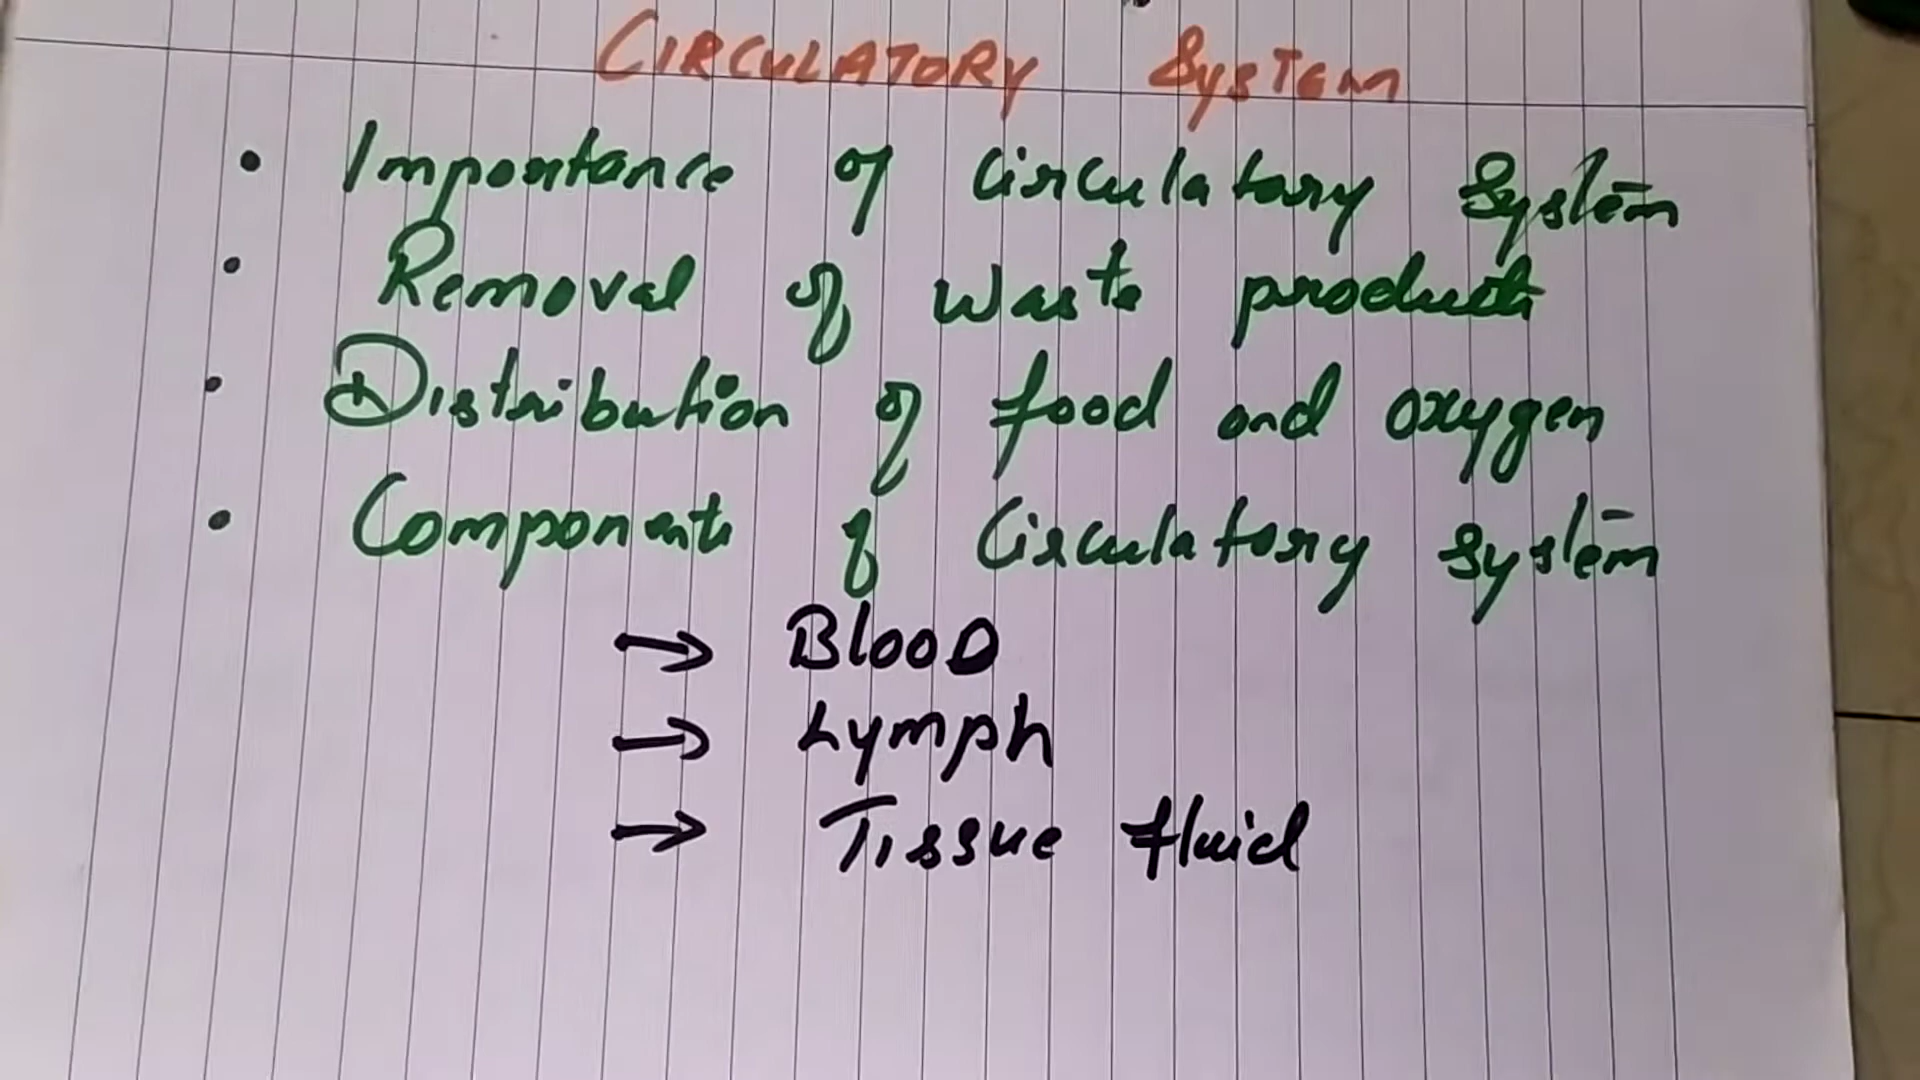 CIRCULATORY SYSTEM
• Importance of Circulatory System
• Removal of Waste products
• Distribution of food and oxygen
• Components of Circulatory System
→ Blood
→ Lymph
→ Tissue fluid